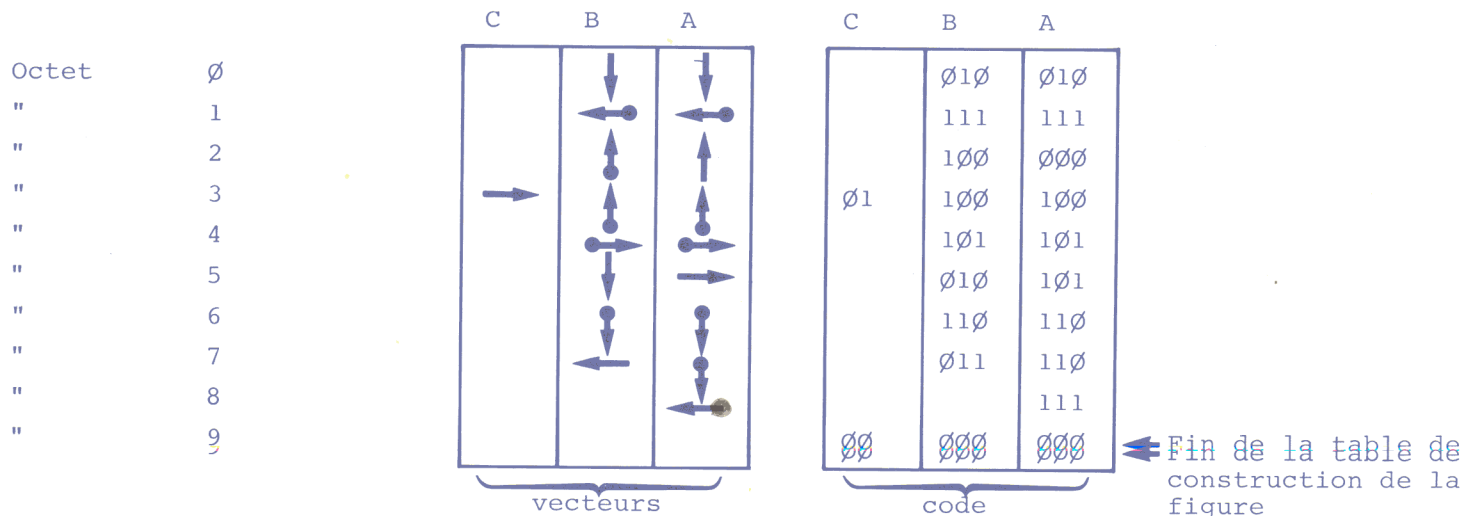 C B A C B A
Octet Ø Ø1Ø Ø1Ø
" 1 111 111
" 2 1ØØ ØØØ
" 3 Ø1 1ØØ 1ØØ
" 4 1Ø1 1Ø1
" 5 Ø1Ø 1Ø1
" 6 11Ø 11Ø
" 7 Ø11 11Ø
" 8 111
" 9 ØØ ØØØ ØØØ Fin de la table de
construction de la
vecteurs code figure